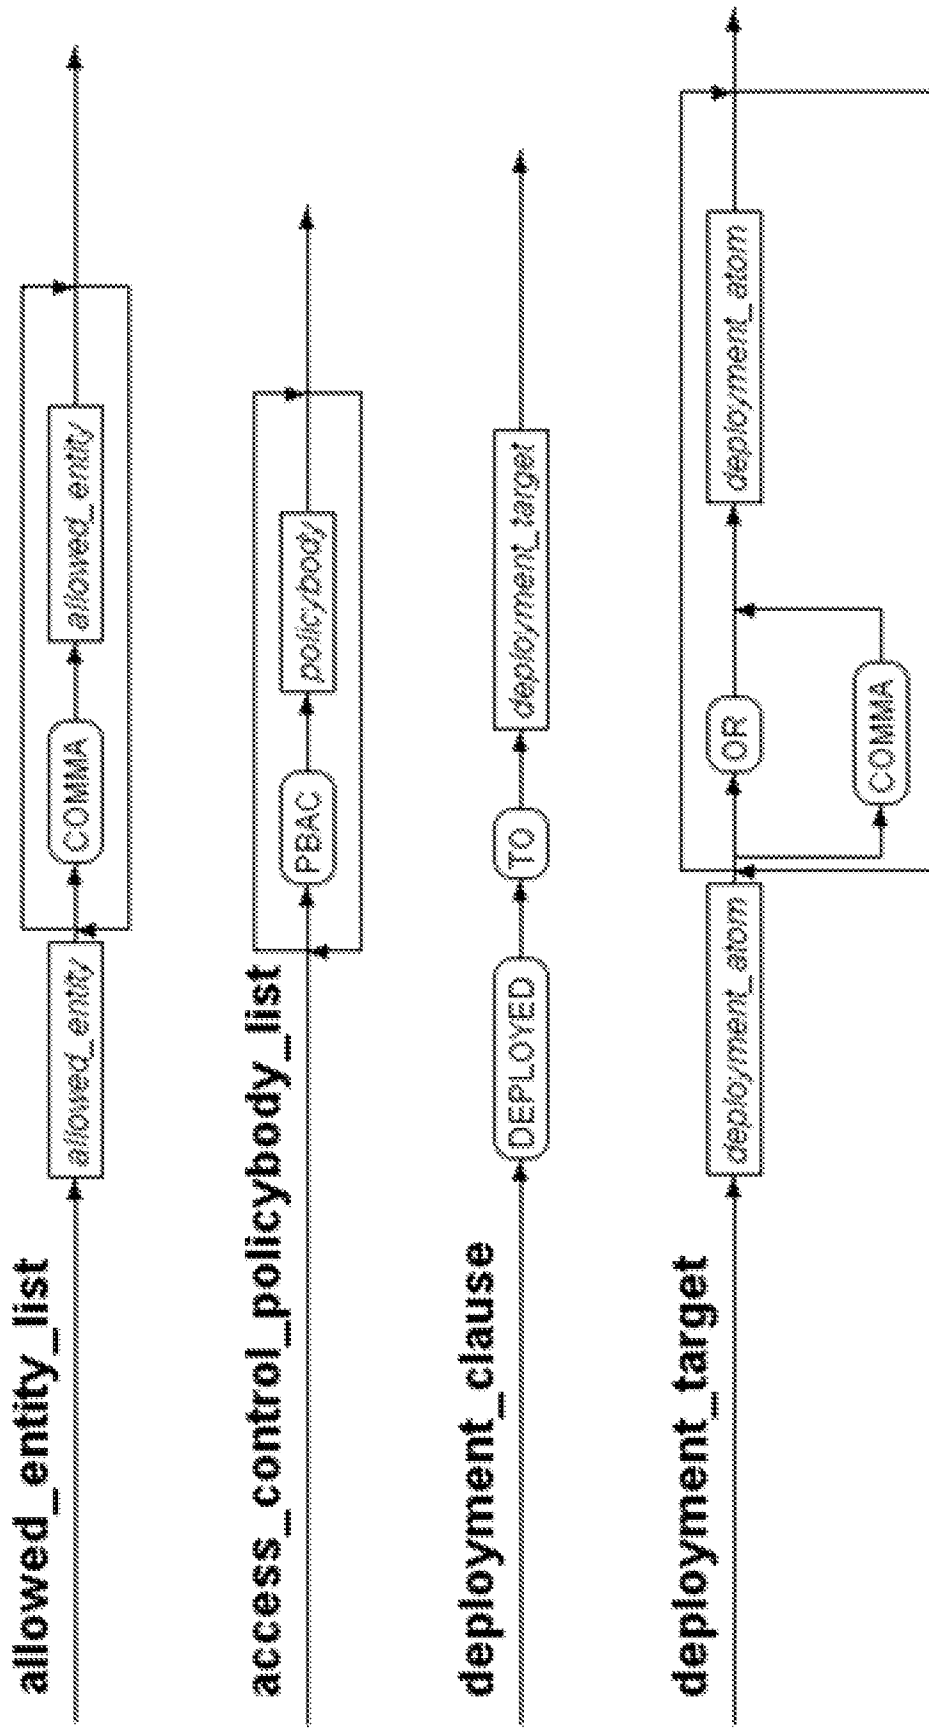 allowed_entity_list
allowed_entity COMMA allowed_entity
access_control_policybody_list
PBAC policybody
deployment_clause
DEPLOYED TO deployment_target
deployment_target
deployment_atom OR deployment_atom
COMMA